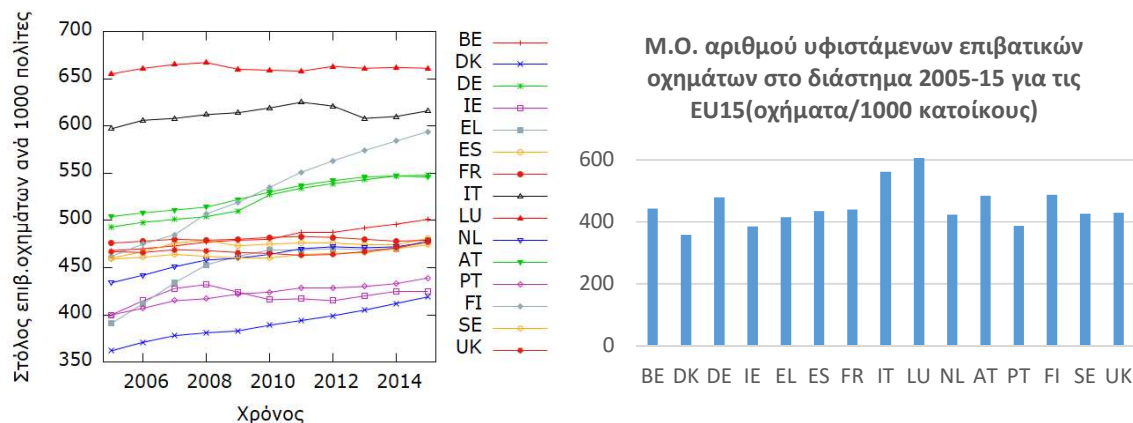 Στόλος επιβ.οχημάτων ανά 1000 πολίτες
700
650
600
550
500
450
400
350
2006 2008 2010 2012 2014
Χρόνος
BE
DK
DE
IE
EL
ES
FR
IT
LU
NL
AT
PT
FI
SE
UK
Μ.Ο. αριθμού υφιστάμενων επιβατικών
οχημάτων στο διάστημα 2005-15 για τις
EU15(οχήματα/1000 κατοίκους)
600
400
200
0
BE DK DE IE EL ES FR IT LU NL AT PT FI SE UK